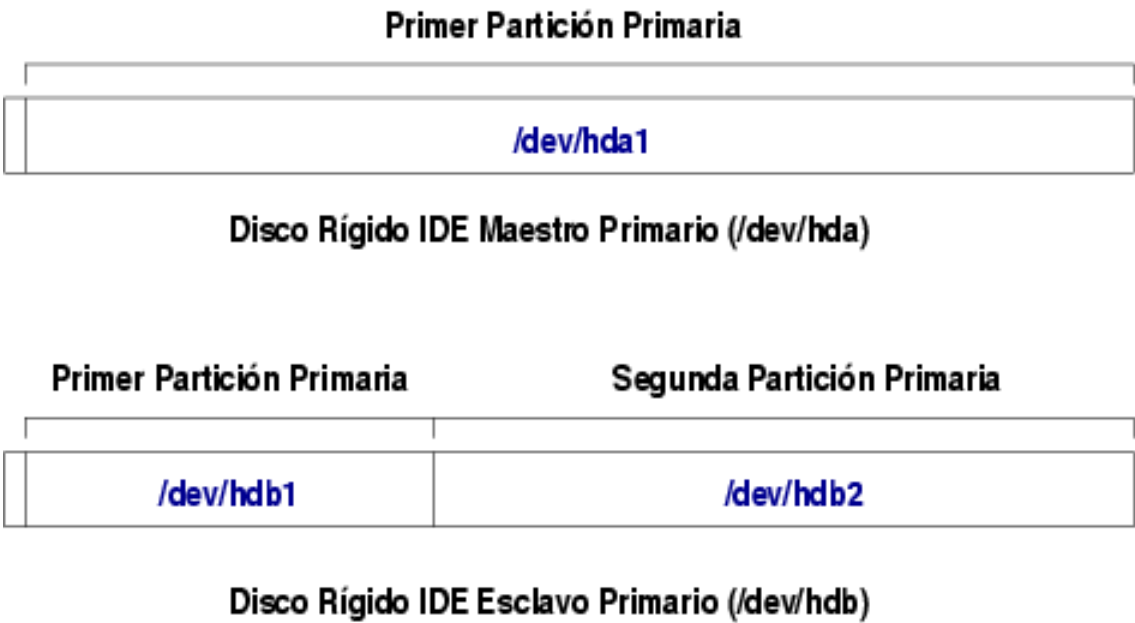 Primer Partición Primaria
/dev/hda1
Disco Rígido IDE Maestro Primario (/dev/hda)
Primer Partición Primaria
Segunda Partición Primaria
/dev/hdb1
/dev/hdb2
Disco Rígido IDE Esclavo Primario (/dev/hdb)